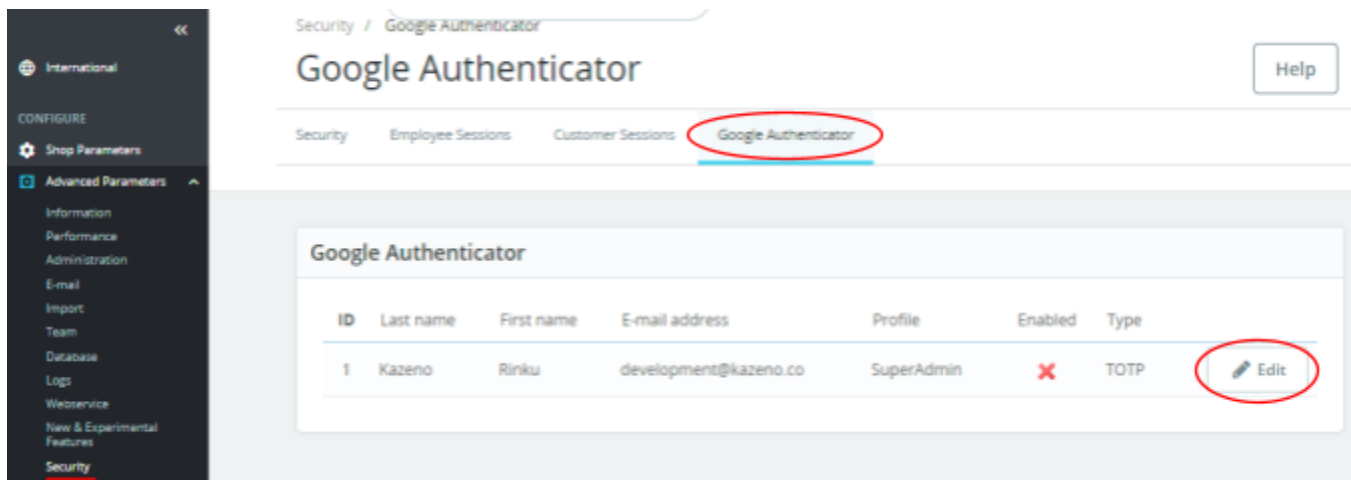 «
International
CONFIGURE
Shop Parameters
Advanced Parameters
Information
Performance
Administration
E-mail
Import
Team
Database
Logs
Webservice
New & Experimental
Features
Security
Security / Google Authenticator
Google Authenticator
Help
Security Employee Sessions Customer Sessions Google Authenticator
Google Authenticator
ID Last name First name E-mail address Profile Enabled Type
1 Kazeno Rinku development@kazeno.co SuperAdmin TOTP Edit